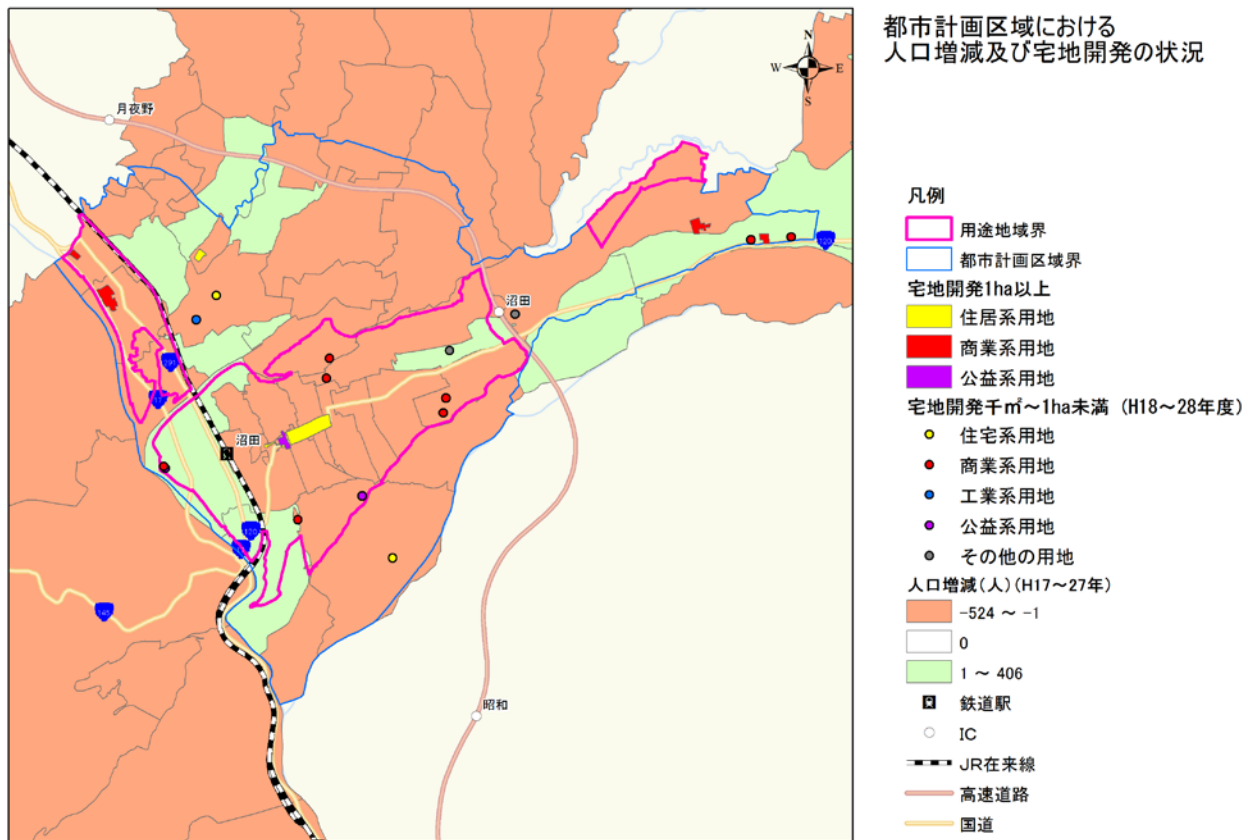 都市計画区域における
人口増減及び宅地開発の状況
N
W
E
S
月夜野
沼田
沼田
昭和
120
291
17
120
145
凡例
用途地域界
都市計画区域界
宅地開発1ha以上
住居系用地
商業系用地
公益系用地
宅地開発千㎡～1ha未満（H18～28年度）
住宅系用地
商業系用地
工業系用地
公益系用地
その他の用地
人口増減(人)(H17～27年)
-524 ～ -1
0
1 ～ 406
鉄道駅
IC
JR在来線
高速道路
国道